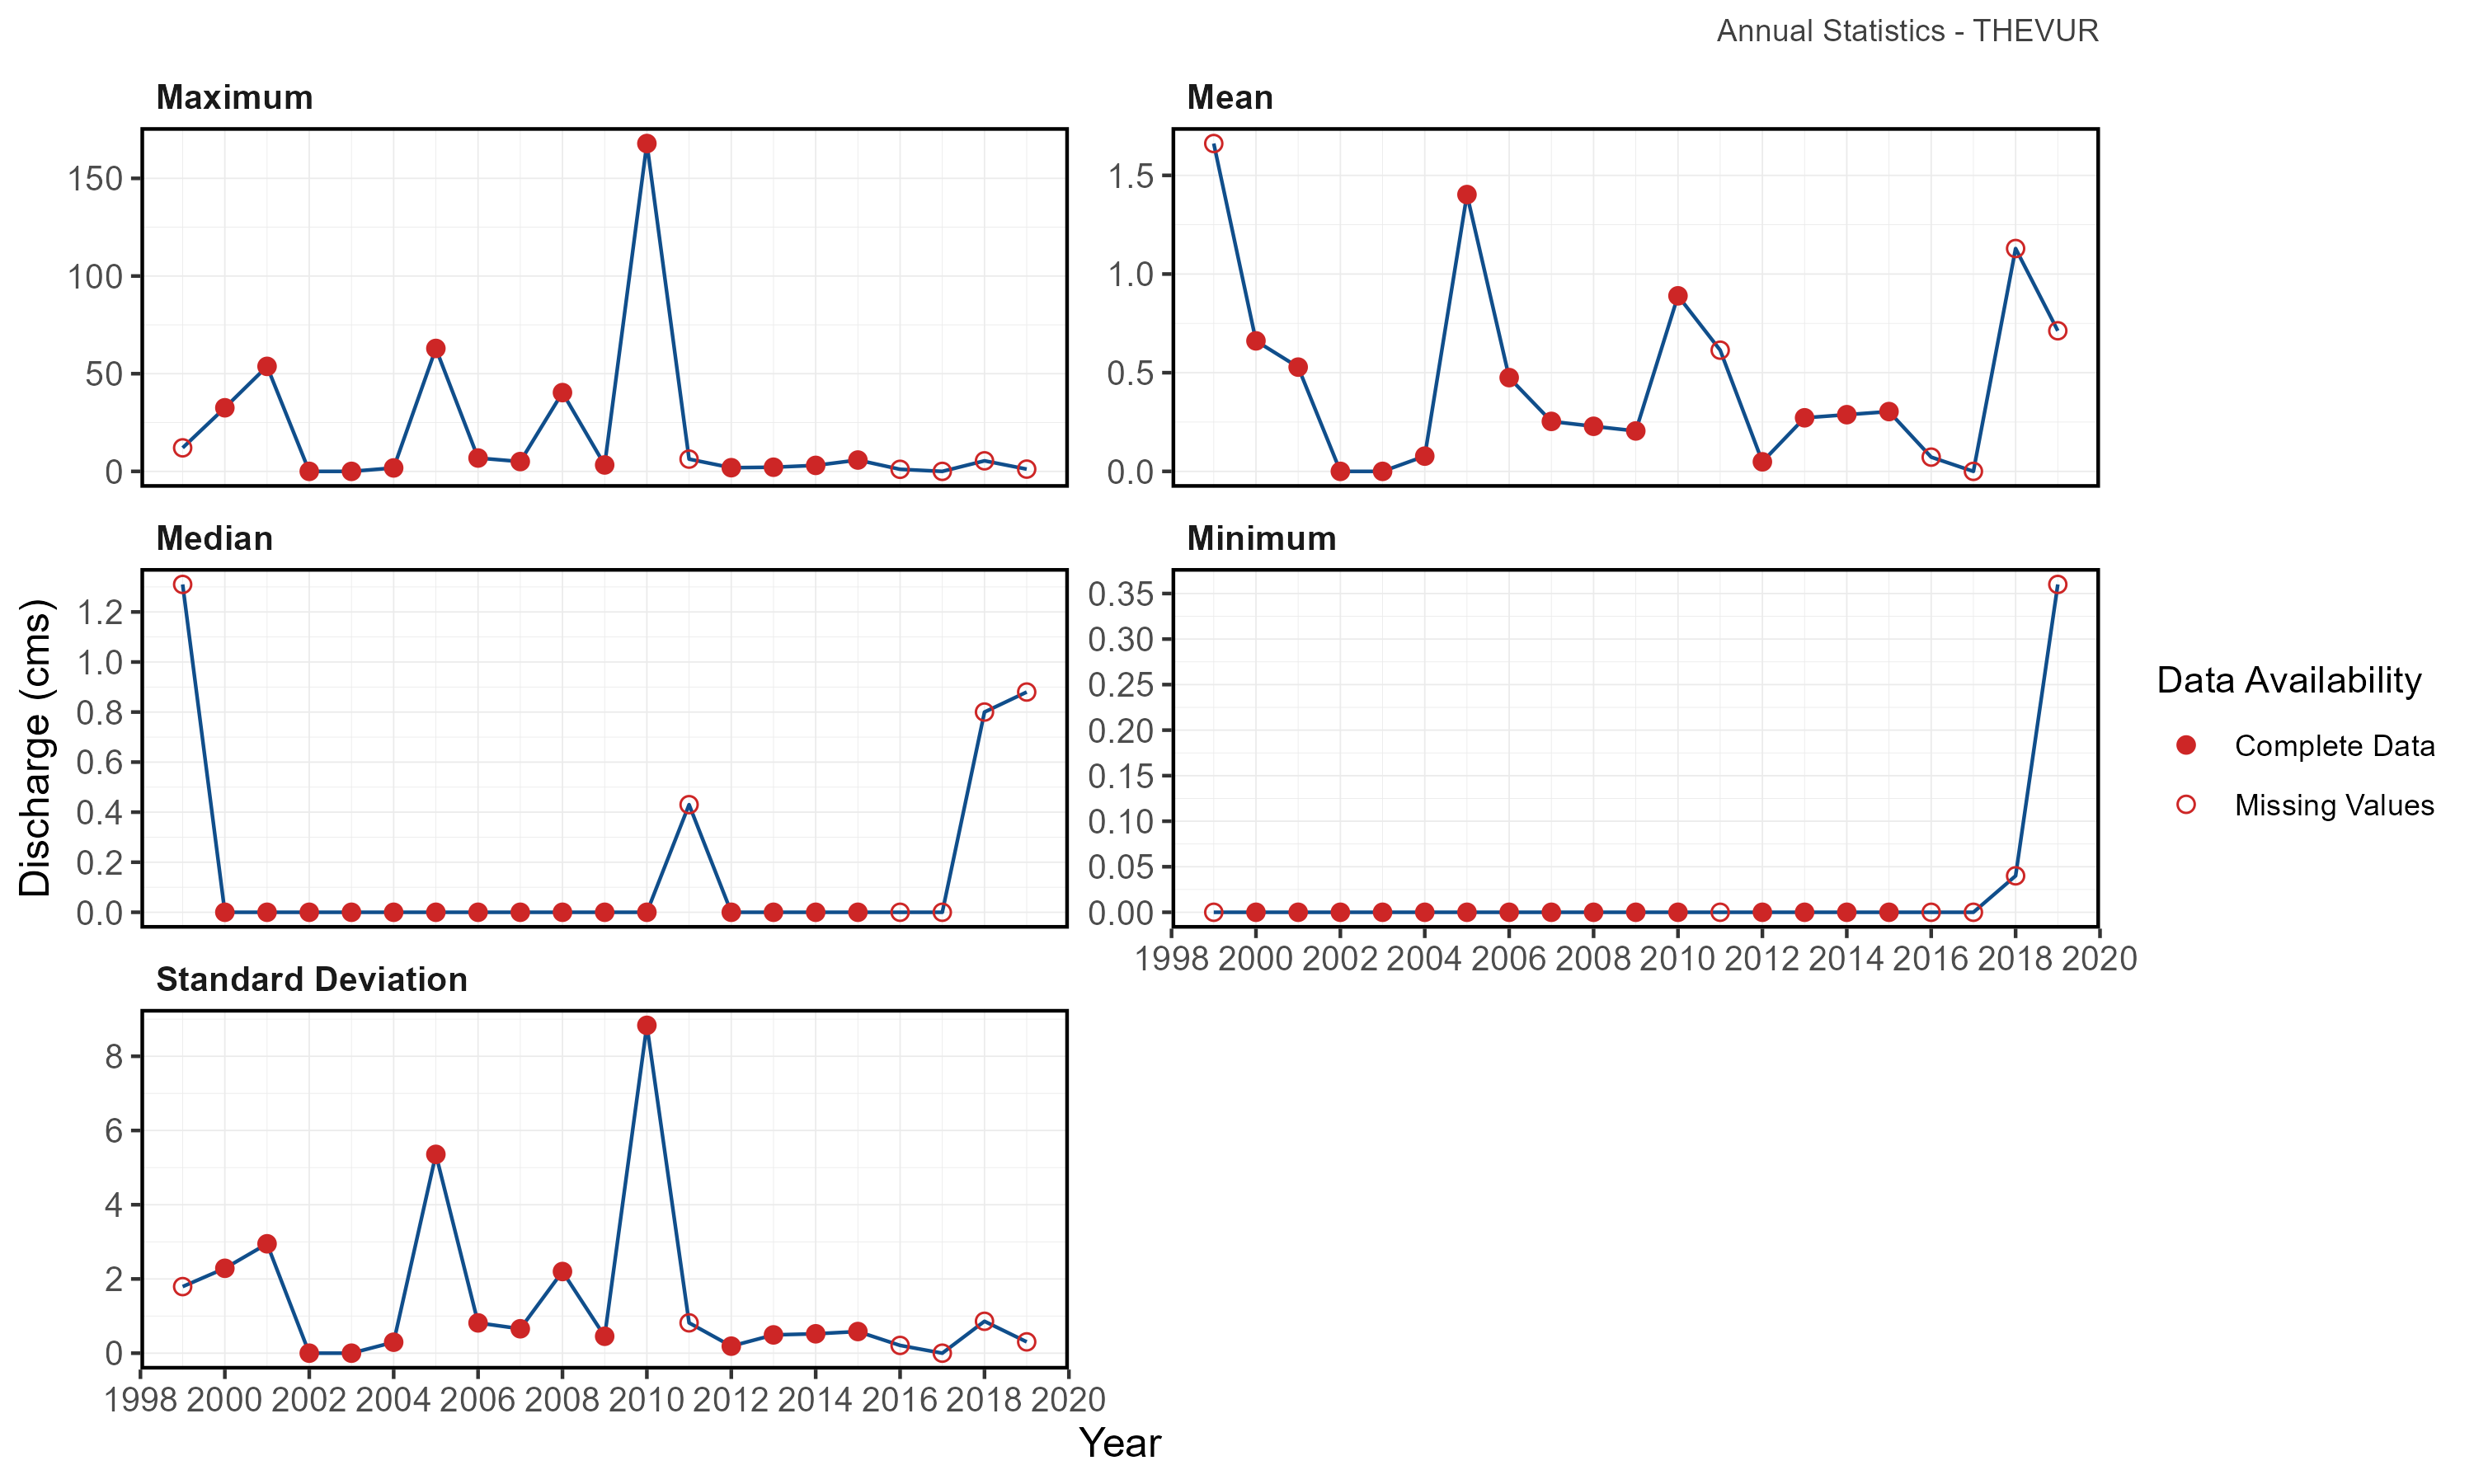 Annual Statistics - THEVUR
Maximum
Mean
150
100
50
0
1.5
1.0
0.5
0.0
Median
Minimum
Discharge (cms)
1.2
1.0
0.8
0.6
0.4
0.2
0.0
0.35
0.30
0.25
0.20
0.15
0.10
0.05
0.00
1998 2000 2002 2004 2006 2008 2010 2012 2014 2016 2018 2020
Data Availability
Complete Data
Missing Values
Standard Deviation
8
6
4
2
0
1998 2000 2002 2004 2006 2008 2010 2012 2014 2016 2018 2020
Year